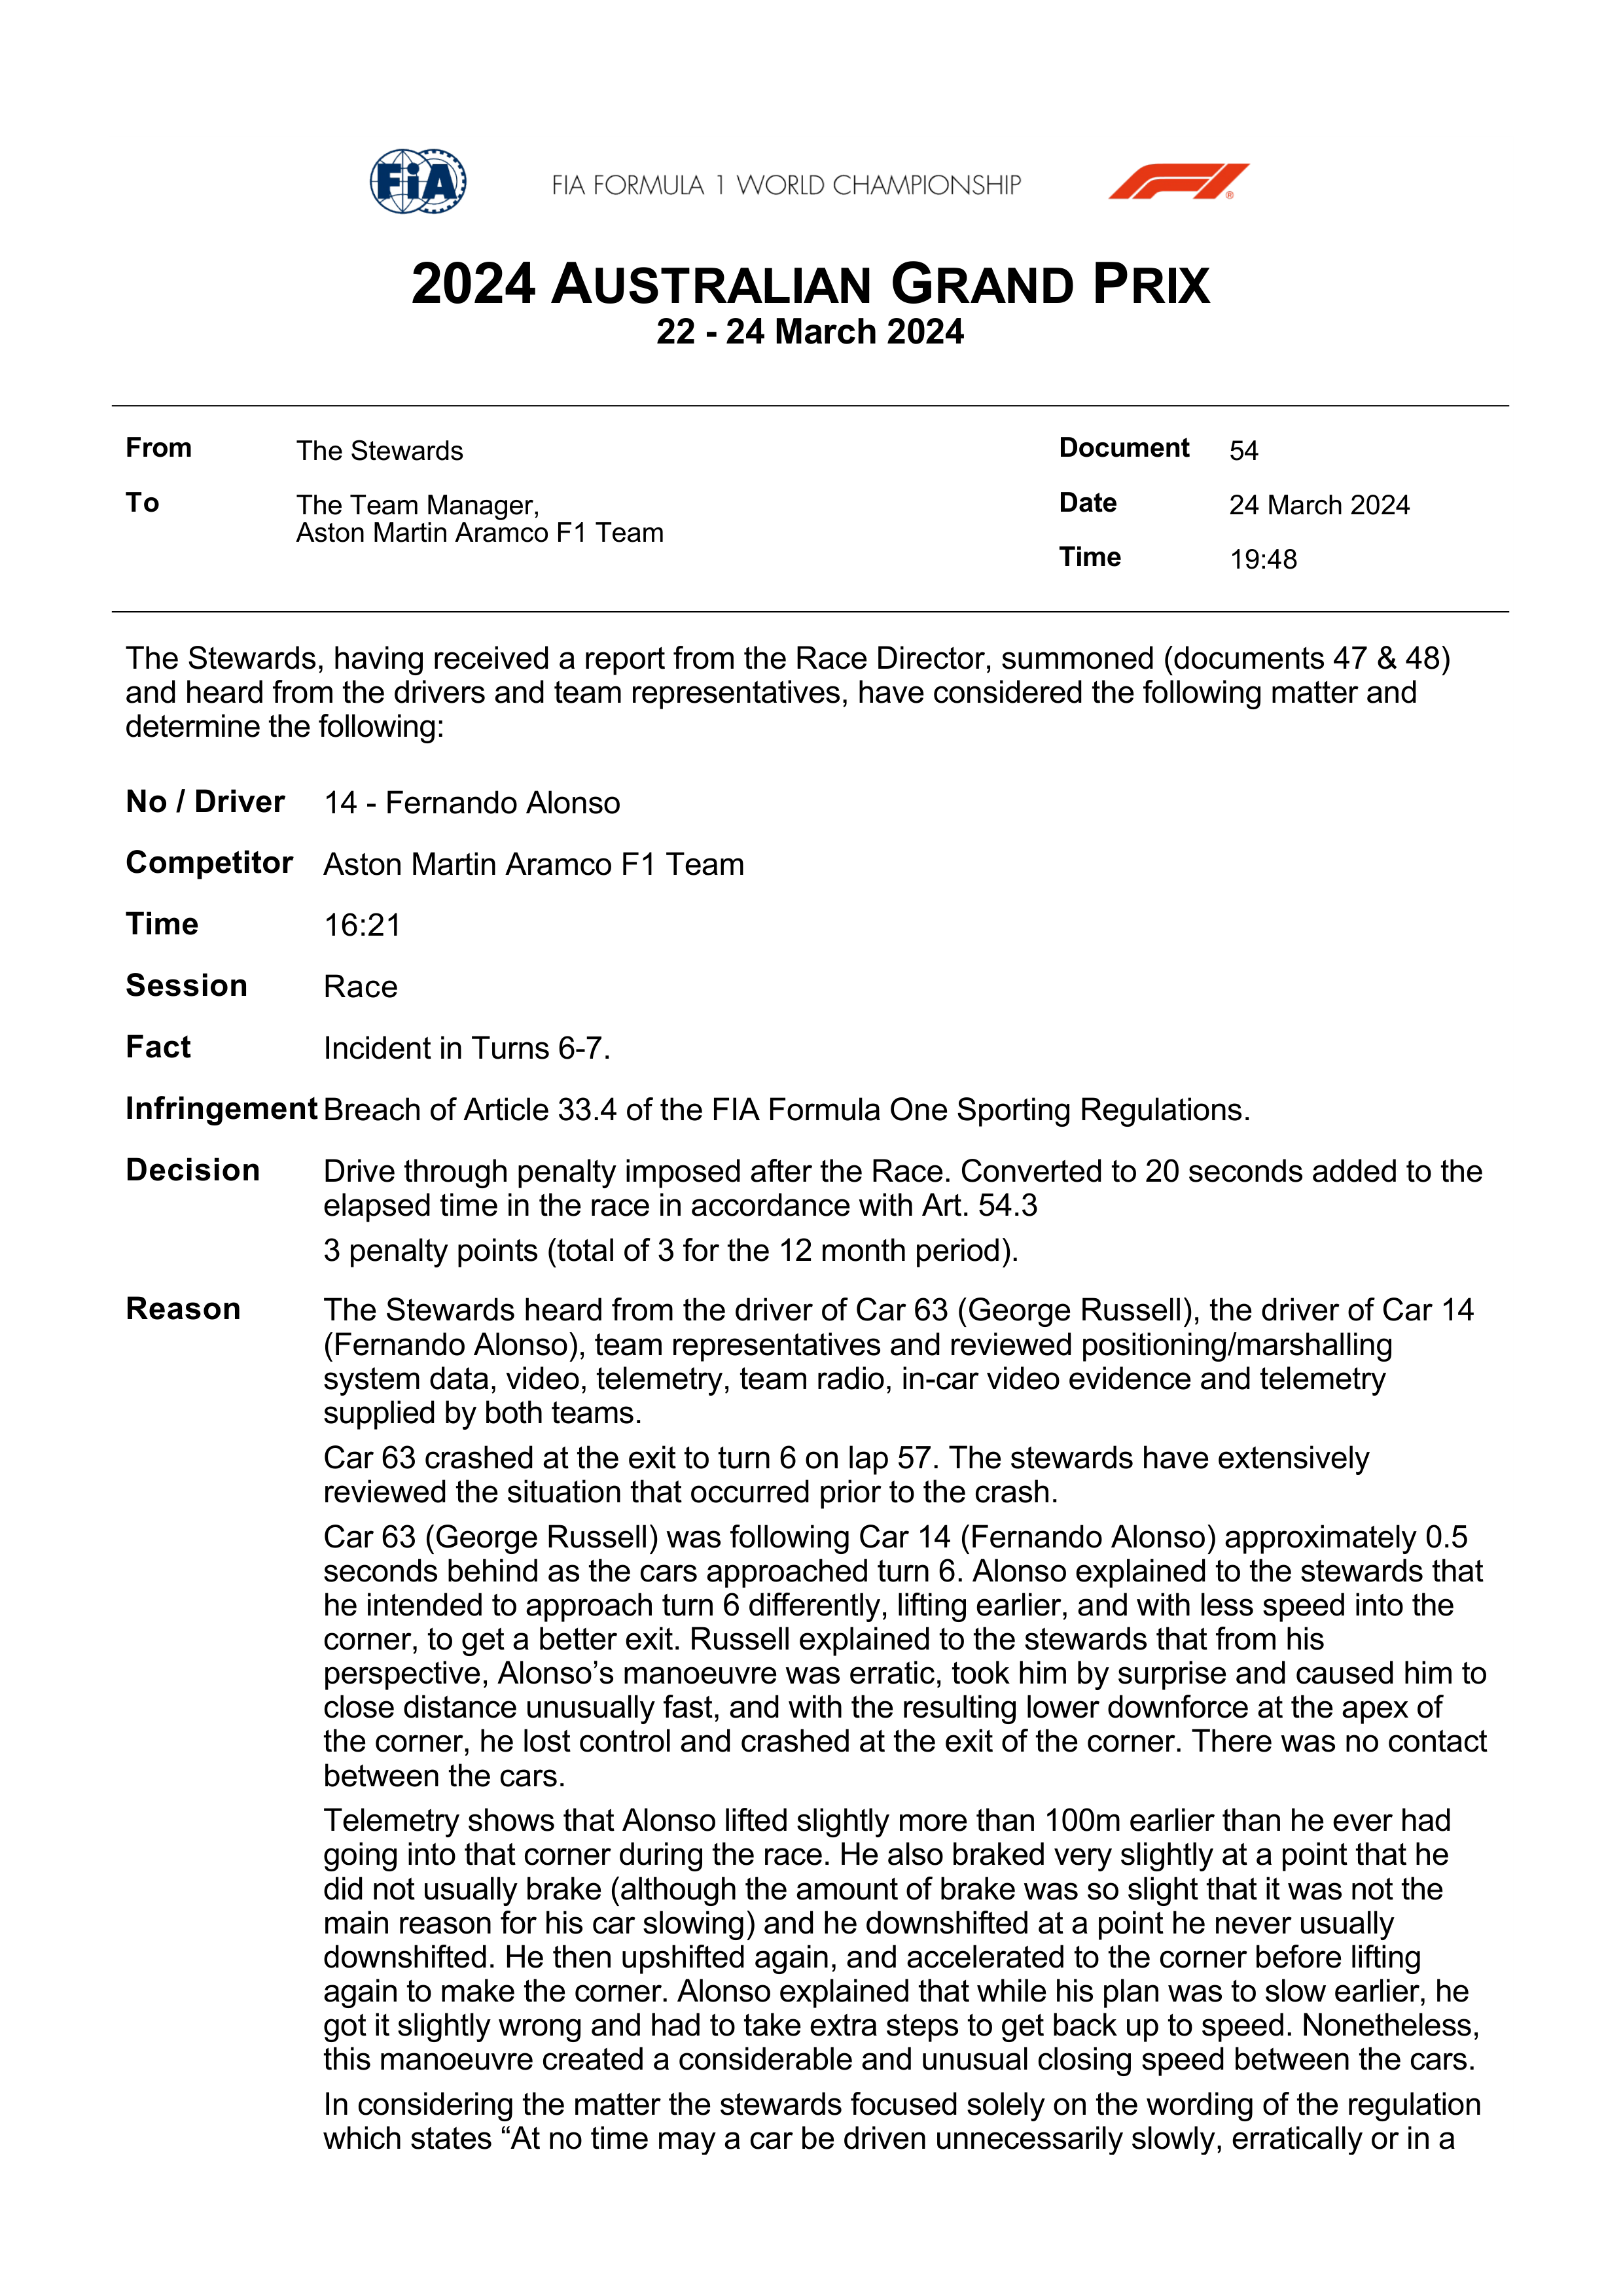 FiA
FIA FORMULA 1 WORLD CHAMPIONSHIP
F1®
2024 AUSTRALIAN GRAND PRIX
22 - 24 March 2024
From The Stewards
To The Team Manager,
Aston Martin Aramco F1 Team
Document 54
Date 24 March 2024
Time 19:48
The Stewards, having received a report from the Race Director, summoned (documents 47 & 48)
and heard from the drivers and team representatives, have considered the following matter and
determine the following:
No / Driver 14 - Fernando Alonso
Competitor Aston Martin Aramco F1 Team
Time 16:21
Session Race
Fact Incident in Turns 6-7.
Infringement Breach of Article 33.4 of the FIA Formula One Sporting Regulations.
Decision Drive through penalty imposed after the Race. Converted to 20 seconds added to the
elapsed time in the race in accordance with Art. 54.3
3 penalty points (total of 3 for the 12 month period).
Reason The Stewards heard from the driver of Car 63 (George Russell), the driver of Car 14
(Fernando Alonso), team representatives and reviewed positioning/marshalling
system data, video, telemetry, team radio, in-car video evidence and telemetry
supplied by both teams.
Car 63 crashed at the exit to turn 6 on lap 57. The stewards have extensively
reviewed the situation that occurred prior to the crash.
Car 63 (George Russell) was following Car 14 (Fernando Alonso) approximately 0.5
seconds behind as the cars approached turn 6. Alonso explained to the stewards that
he intended to approach turn 6 differently, lifting earlier, and with less speed into the
corner, to get a better exit. Russell explained to the stewards that from his
perspective, Alonso’s manoeuvre was erratic, took him by surprise and caused him to
close distance unusually fast, and with the resulting lower downforce at the apex of
the corner, he lost control and crashed at the exit of the corner. There was no contact
between the cars.
Telemetry shows that Alonso lifted slightly more than 100m earlier than he ever had
going into that corner during the race. He also braked very slightly at a point that he
did not usually brake (although the amount of brake was so slight that it was not the
main reason for his car slowing) and he downshifted at a point he never usually
downshifted. He then upshifted again, and accelerated to the corner before lifting
again to make the corner. Alonso explained that while his plan was to slow earlier, he
got it slightly wrong and had to take extra steps to get back up to speed. Nonetheless,
this manoeuvre created a considerable and unusual closing speed between the cars.
In considering the matter the stewards focused solely on the wording of the regulation
which states “At no time may a car be driven unnecessarily slowly, erratically or in a